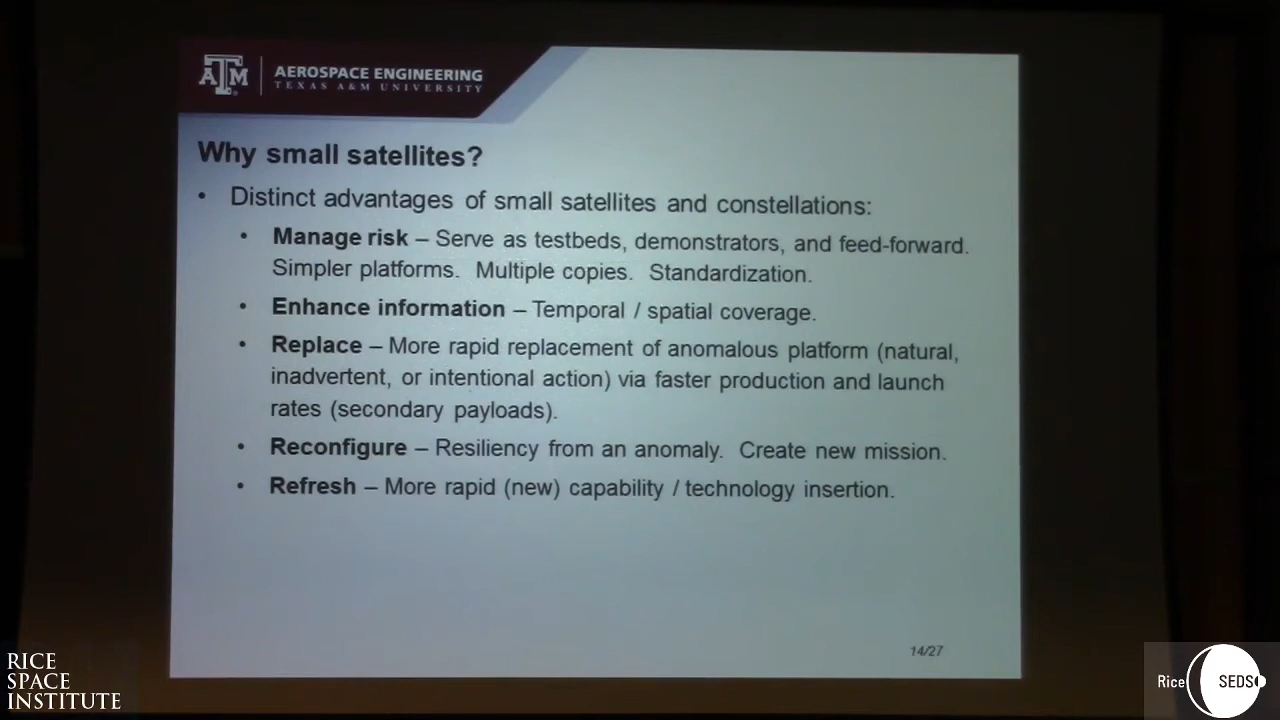 AEROSPACE ENGINEERING
TEXAS A&M UNIVERSITY
Why small satellites?
• Distinct advantages of small satellites and constellations:
• Manage risk – Serve as testbeds, demonstrators, and feed-forward.
Simpler platforms. Multiple copies. Standardization.
• Enhance information – Temporal / spatial coverage.
• Replace – More rapid replacement of anomalous platform (natural,
inadvertent, or intentional action) via faster production and launch
rates (secondary payloads).
• Reconfigure – Resiliency from an anomaly. Create new mission.
• Refresh – More rapid (new) capability / technology insertion.
14/27
RICE
SPACE
INSTITUTE
Rice SEDS